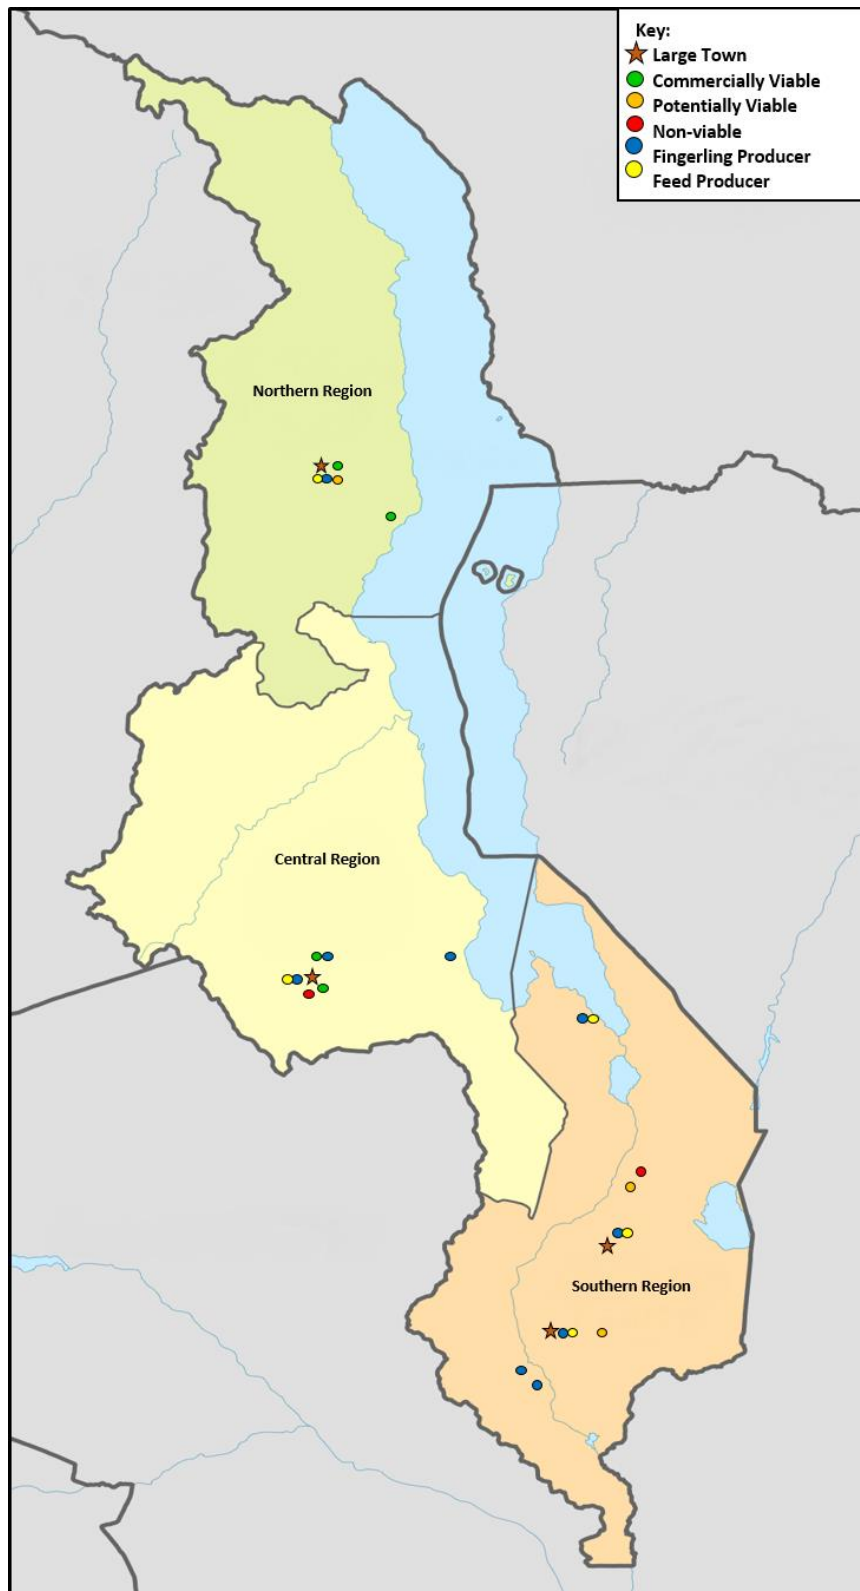 Key:
Large Town
Commercially Viable
Potentially Viable
Non-viable
Fingerling Producer
Feed Producer
Northern Region
Central Region
Southern Region